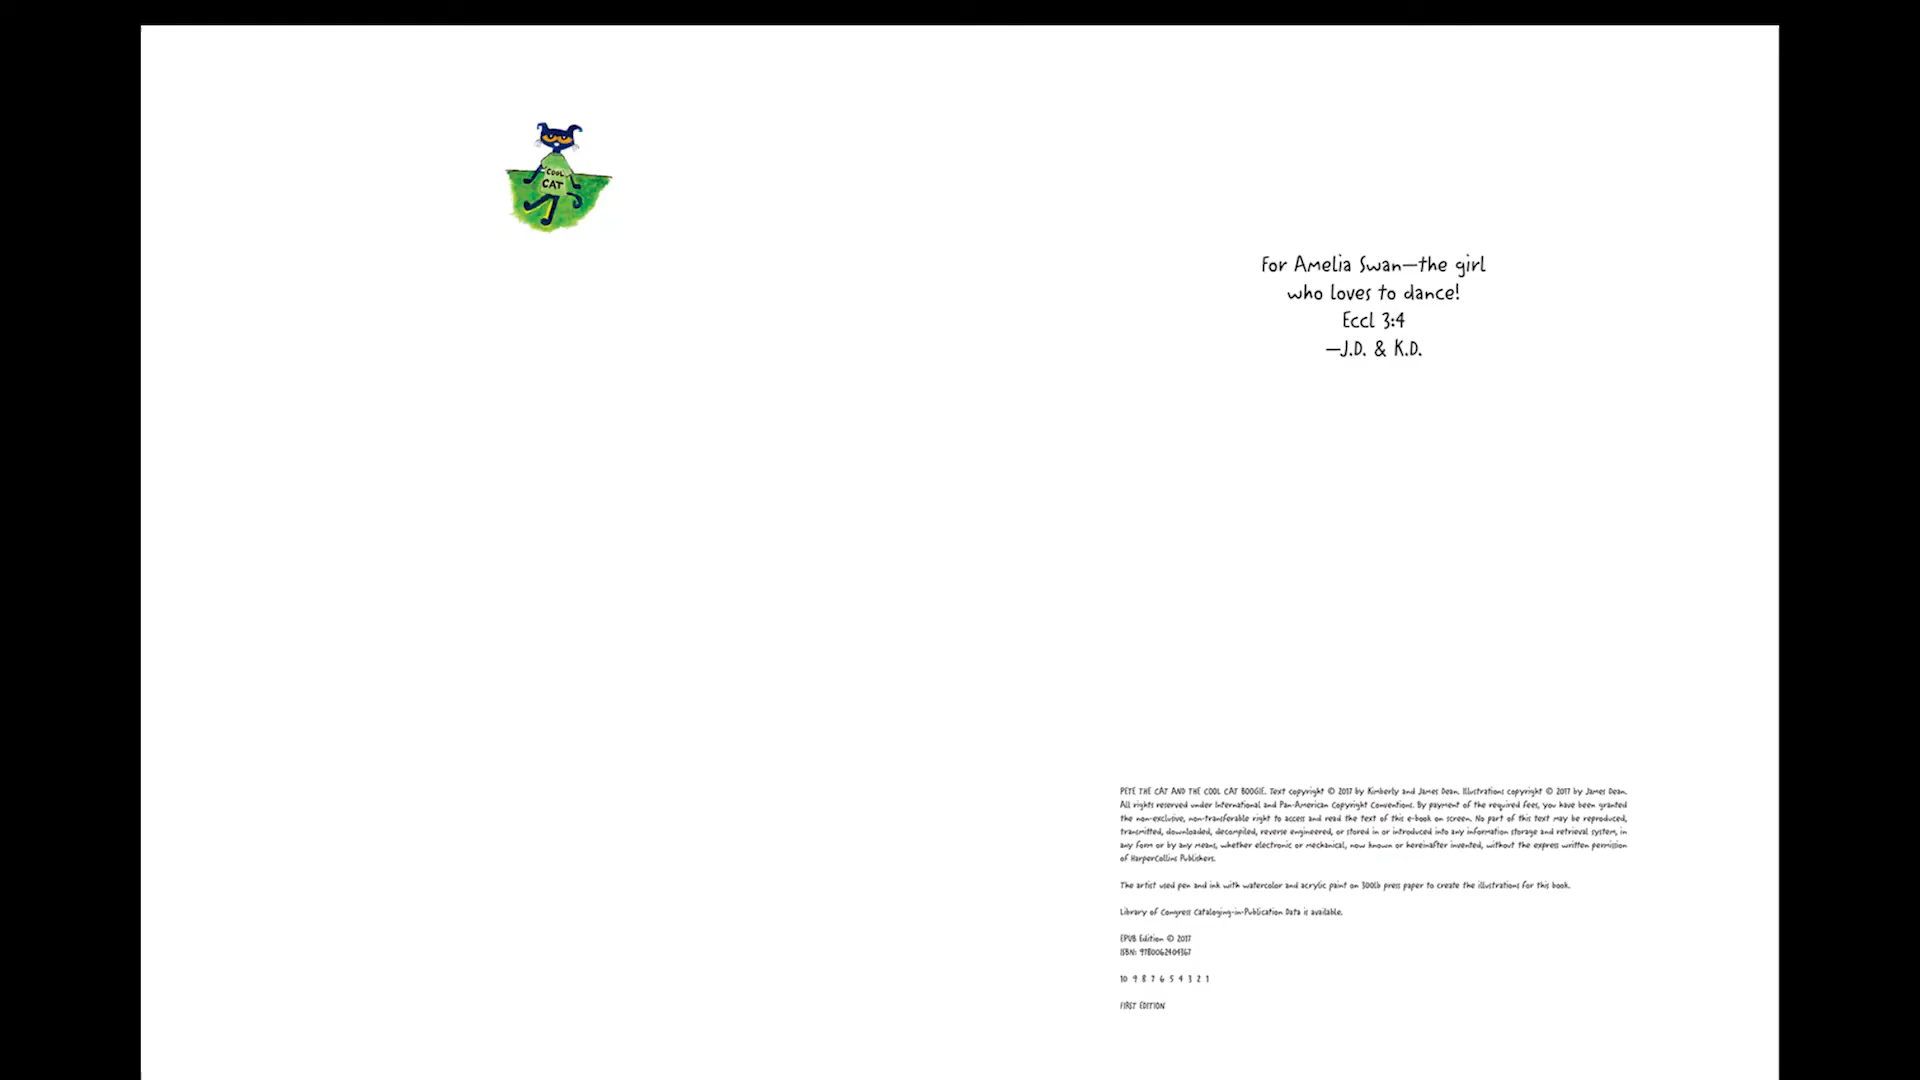 COOL
CAT
For Amelia Swan—the girl
who loves to dance!
Eccl 3:4
—J.D. & K.D.
PETE THE CAT AND THE COOL CAT BOOGIE. Text copyright © 2017 by Kimberly and James Dean. Illustrations copyright © 2017 by James Dean.
All rights reserved under International and Pan-American Copyright Conventions. By payment of the required fees, you have been granted
the non-exclusive, non-transferable right to access and read the text of this e-book on screen. No part of this text may be reproduced,
transmitted, downloaded, decompiled, reverse engineered, or stored in or introduced into any information storage and retrieval system, in
any form or by any means, whether electronic or mechanical, now known or hereinafter invented, without the express written permission
of HarperCollins Publishers.
The artist used pen and ink with watercolor and acrylic paint on 300lb press paper to create the illustrations for this book.
Library of Congress Cataloging-in-Publication Data is available.
EPUB Edition © 2017
ISBN: 9780062404367
10 9 8 7 6 5 4 3 2 1
FIRST EDITION